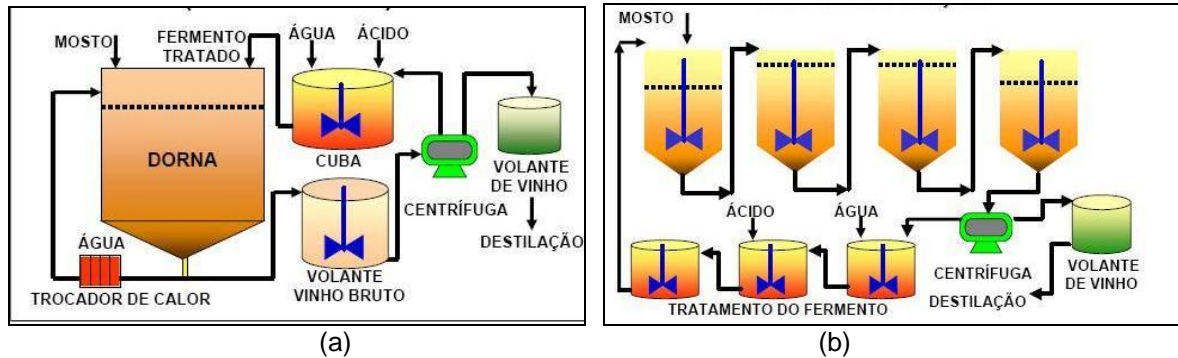 MOSTO
FERMENTO
TRATADO
ÁGUA
ÁCIDO
DORNA
CUBA
CENTRÍFUGA
VOLANTE
DE VINHO
DESTILAÇÃO
ÁGUA
TROCADOR DE CALOR
VOLANTE
VINHO BRUTO
(a)
MOSTO
ÁCIDO
ÁGUA
CENTRÍFUGA
VOLANTE
DE VINHO
DESTILAÇÃO
TRATAMENTO DO FERMENTO
(b)